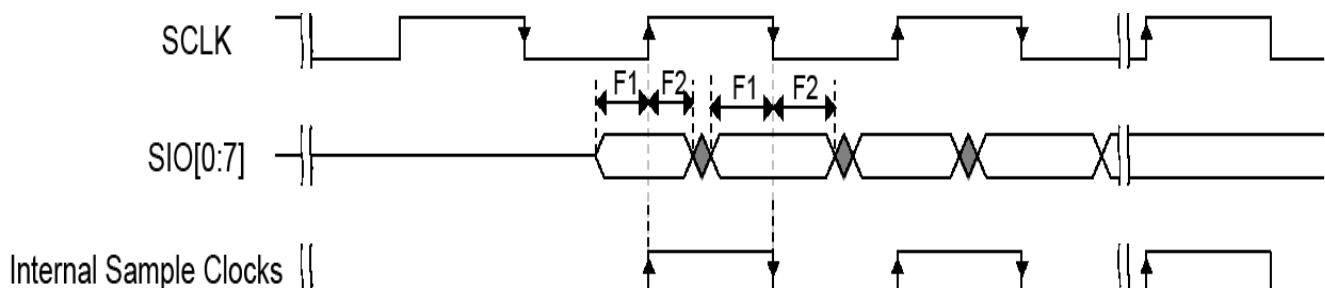 SCLK
F1 F2 F1 F2
SIO[0:7]
Internal Sample Clocks